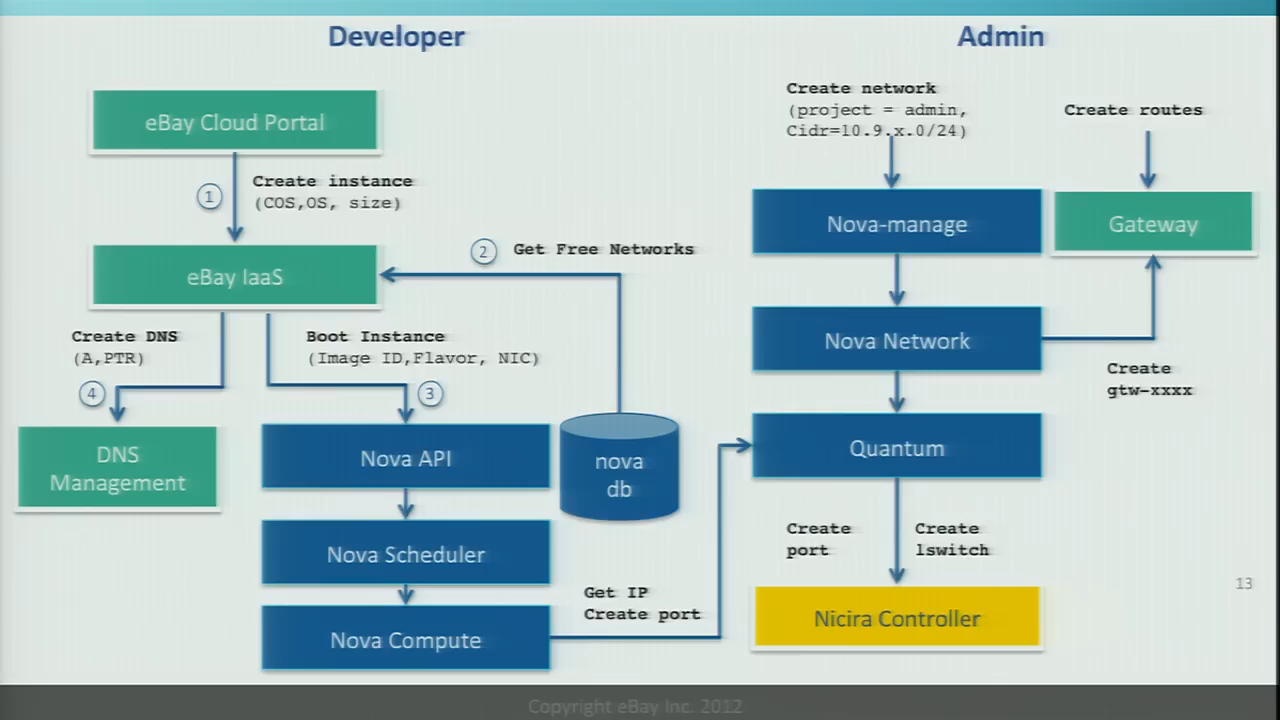 Developer
Admin
eBay Cloud Portal
1
Create instance
(COS,OS, size)
eBay IaaS
2
Get Free Networks
Create DNS
(A,PTR)
4
Boot Instance
(Image ID,Flavor, NIC)
3
DNS
Management
Nova API
nova
db
Nova Scheduler
Nova Compute
Get IP
Create port
Create network
(project = admin,
Cidr=10.9.x.0/24)
Create routes
Nova-manage
Gateway
Nova Network
Create
gtw-xxxx
Quantum
Create
port
Create
lswitch
Nicira Controller
13
Copyright eBay Inc. 2012